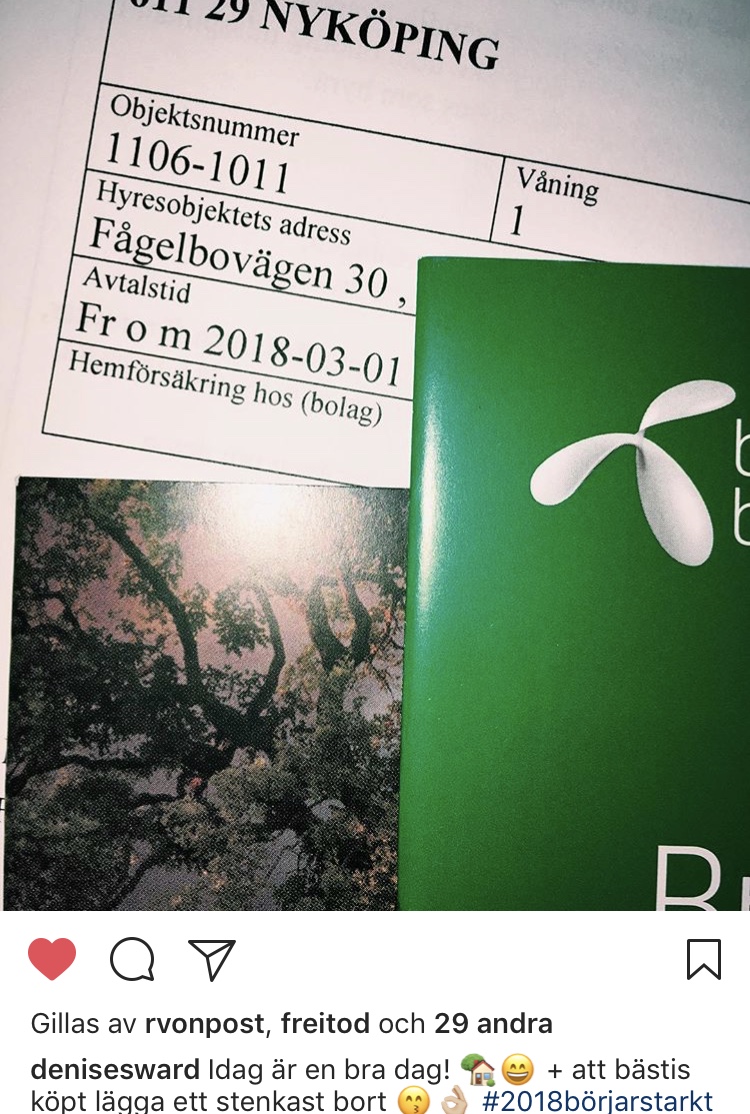 29 NYKÖPING
Objektsnummer
1106-1011
Våning
1
Hyresobjektets adress
Fågelbovägen 30 ,
Avtalstid
Fr o m 2018-03-01
Hemförsäkring hos (bolag)
Gillas av rvonpost, freitod och 29 andra
denisesward Idag är en bra dag! 🏡😄 + att bästis
köpt lägga ett stenkast bort 😙👌🏼 #2018börjarstarkt